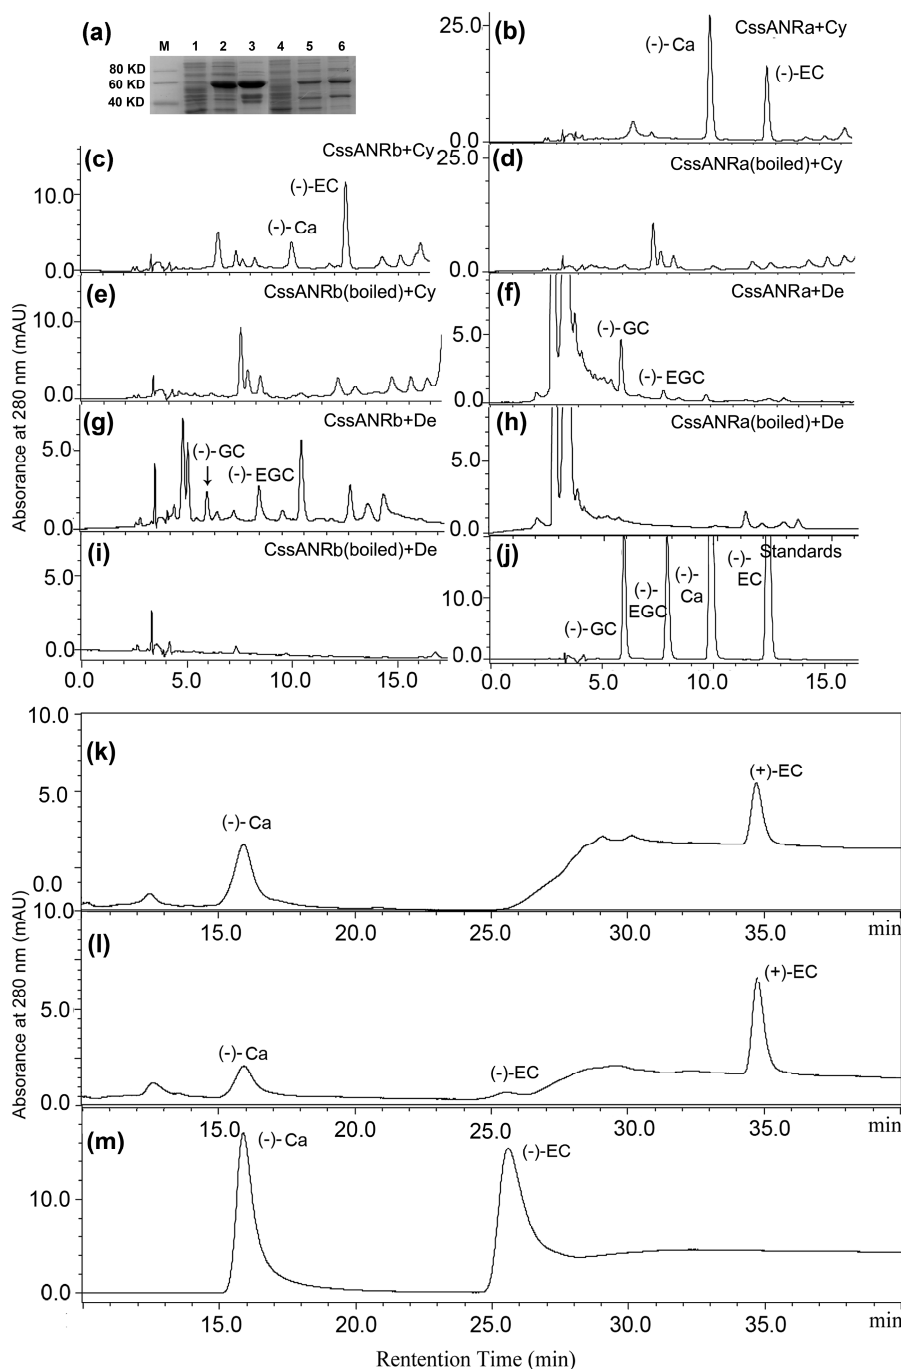 (a)
M 1 2 3 4 5 6
80 KD
60 KD
40 KD
(b)
CssANRa+Cy
25.0
(-)-Ca
(-)-EC
0.0
(c)
CssANRb+Cy
10.0
(-)-EC
(-)-Ca
0.0
(d)
CssANRa(boiled)+Cy
25.0
0.0
(e)
CssANRb(boiled)+Cy
10.0
0.0
(f)
CssANRa+De
5.0
(-)-GC
(-)-EGC
0.0
(g)
CssANRb+De
5.0
(-)-GC
(-)-EGC
0.0
(h)
CssANRa(boiled)+De
5.0
0.0
(i)
CssANRb(boiled)+De
5.0
0.0
0.0 5.0 10.0 15.0
(j)
Standards
10.0
(-)-GC
(-)-
EGC
(-)-
Ca
(-)-
EC
0.0
0.0 5.0 10.0 15.0
Absorance at 280 nm (mAU)
(k)
10.0
5.0
0.0
(-)-Ca
(+)-EC
15.0 20.0 25.0 30.0 35.0 min
(l)
10.0
5.0
0.0
(-)-Ca
(-)-EC
(+)-EC
15.0 20.0 25.0 30.0 35.0 min
(m)
10.0
0.0
(-)-Ca
(-)-EC
15.0 20.0 25.0 30.0 35.0 min
Absorance at 280 nm (mAU)
Rentention Time (min)